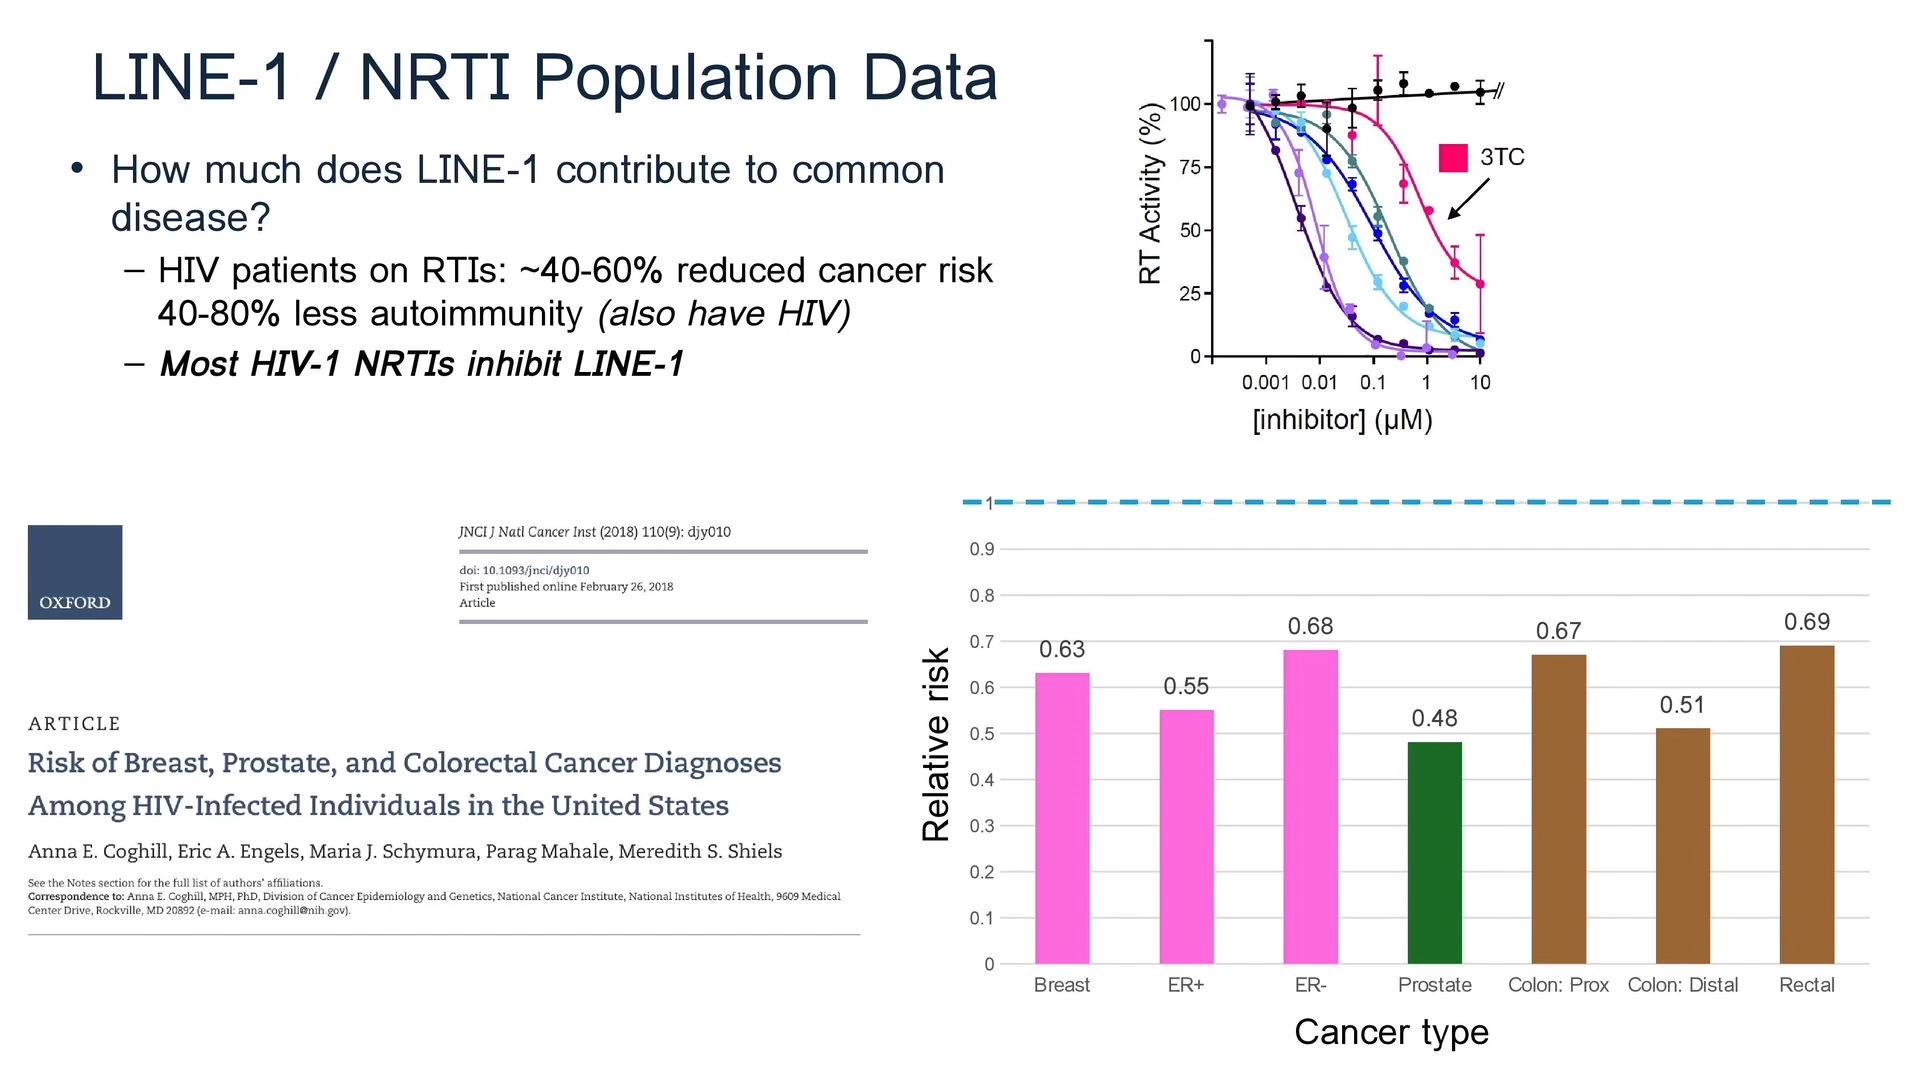 LINE-1 / NRTI Population Data
• How much does LINE-1 contribute to common
disease?
– HIV patients on RTIs: ~40-60% reduced cancer risk
40-80% less autoimmunity (also have HIV)
– Most HIV-1 NRTIs inhibit LINE-1
RT Activity (%)
100
75
50
25
0
3TC
0.001 0.01 0.1 1 10
[inhibitor] (µM)
OXFORD
JNCI J Natl Cancer Inst (2018) 110(9): djy010
doi: 10.1093/jnci/djy010
First published online February 26, 2018
Article
ARTICLE
Risk of Breast, Prostate, and Colorectal Cancer Diagnoses
Among HIV-Infected Individuals in the United States
Anna E. Coghill, Eric A. Engels, Maria J. Schymura, Parag Mahale, Meredith S. Shiels
See the Notes section for the full list of authors' affiliations.
Correspondence to: Anna E. Coghill, MPH, PhD, Division of Cancer Epidemiology and Genetics, National Cancer Institute, National Institutes of Health, 9609 Medical
Center Drive, Rockville, MD 20892 (e-mail: anna.coghill@nih.gov).
Relative risk
1
0.9
0.8
0.7
0.6
0.5
0.4
0.3
0.2
0.1
0
0.63
0.55
0.68
0.48
0.67
0.51
0.69
Breast ER+ ER- Prostate Colon: Prox Colon: Distal Rectal
Cancer type